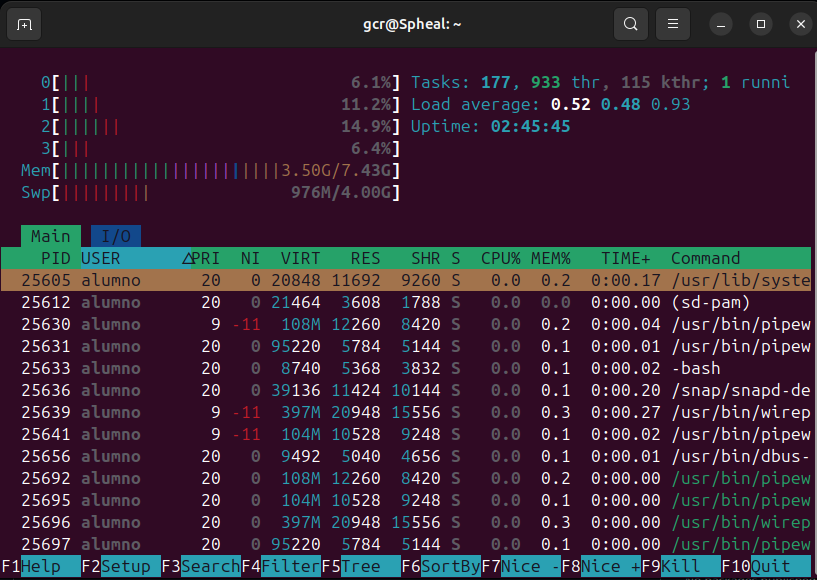 gcr@Spheal: ~
0[||| 6.1%] Tasks: 177, 933 thr, 115 kthr; 1 runni
1[|||| 11.2%] Load average: 0.52 0.48 0.93
2[|||||| 14.9%] Uptime: 02:45:45
3[||| 6.4%]
Mem[||||||||||||||||||||||3.50G/7.43G]
Swp[||||||||| 976M/4.00G]
Main I/O
PID USER △PRI NI VIRT RES SHR S CPU% MEM% TIME+ Command
25605 alumno 20 0 20848 11692 9260 S 0.0 0.2 0:00.17 /usr/lib/syste
25612 alumno 20 0 21464 3608 1788 S 0.0 0.0 0:00.00 (sd-pam)
25630 alumno 9 -11 108M 12260 8420 S 0.0 0.2 0:00.04 /usr/bin/pipew
25631 alumno 20 0 95220 5784 5144 S 0.0 0.1 0:00.01 /usr/bin/pipew
25633 alumno 20 0 8740 5368 3832 S 0.0 0.1 0:00.02 -bash
25636 alumno 20 0 39136 11424 10144 S 0.0 0.1 0:00.20 /snap/snapd-de
25639 alumno 9 -11 397M 20948 15556 S 0.0 0.3 0:00.27 /usr/bin/wirep
25641 alumno 9 -11 104M 10528 9248 S 0.0 0.1 0:00.02 /usr/bin/pipew
25656 alumno 20 0 9492 5040 4656 S 0.0 0.1 0:00.01 /usr/bin/dbus-
25692 alumno 20 0 108M 12260 8420 S 0.0 0.2 0:00.00 /usr/bin/pipew
25695 alumno 20 0 104M 10528 9248 S 0.0 0.1 0:00.00 /usr/bin/pipew
25696 alumno 20 0 397M 20948 15556 S 0.0 0.3 0:00.00 /usr/bin/wirep
25697 alumno 20 0 95220 5784 5144 S 0.0 0.1 0:00.00 /usr/bin/pipew
F1Help F2Setup F3SearchF4FilterF5Tree F6SortByF7Nice -F8Nice +F9Kill F10Quit